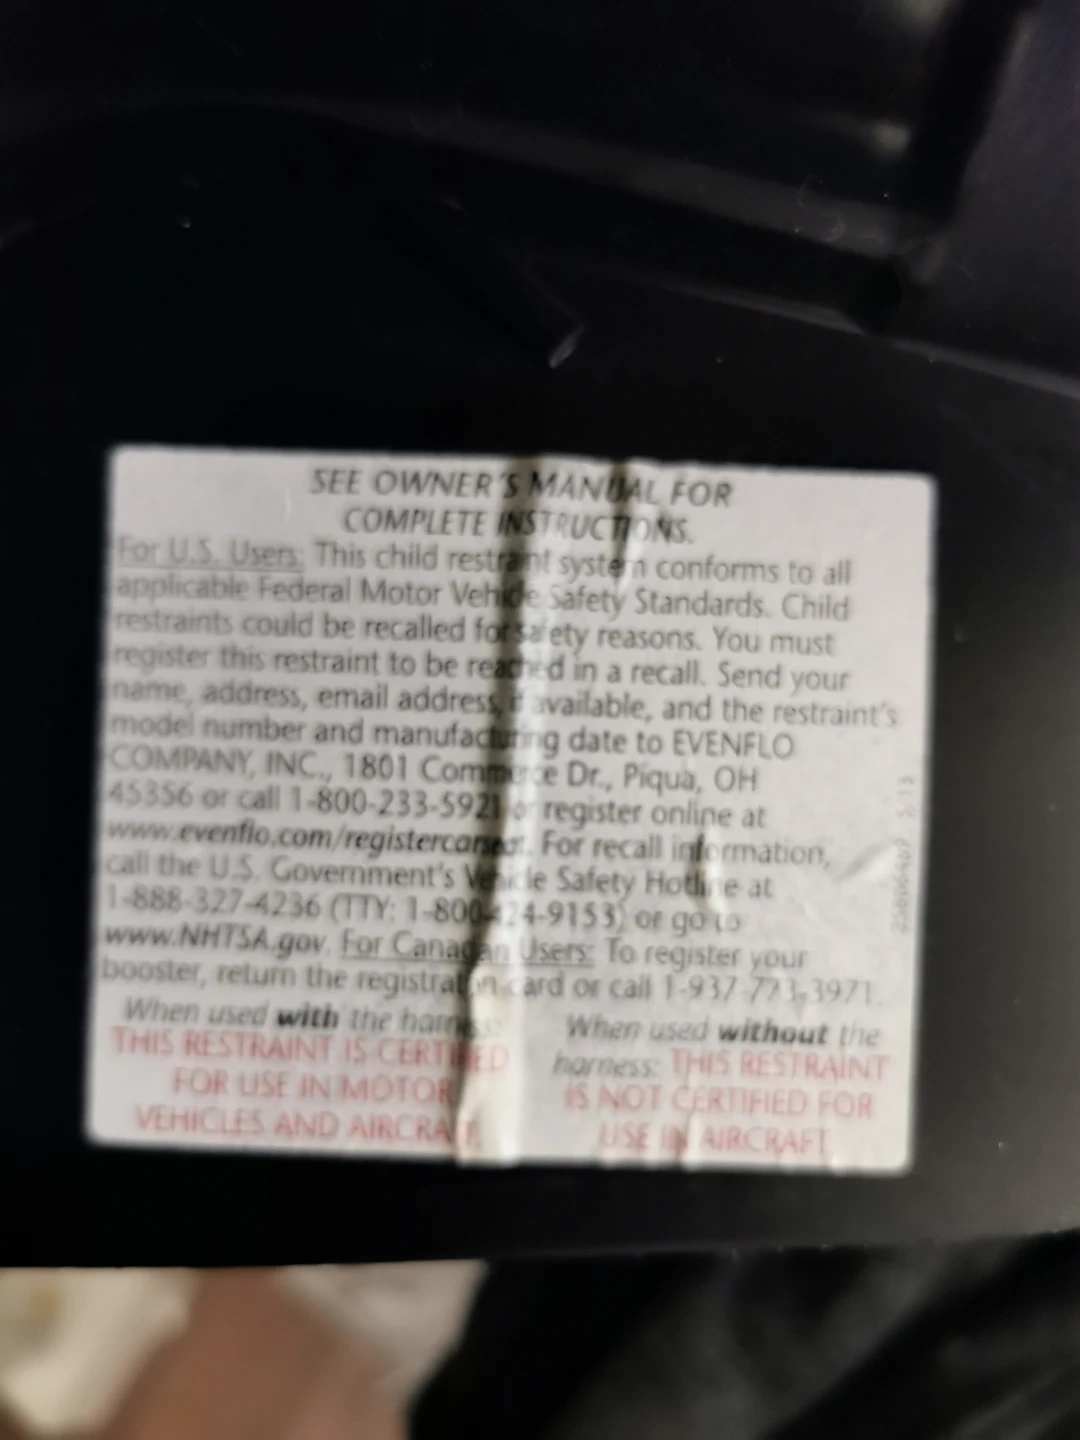 SEE OWNER'S MANUAL FOR
COMPLETE INSTRUCTIONS.
For U.S. Users: This child restraint system conforms to all
applicable Federal Motor Vehicle Safety Standards. Child
restraints could be recalled for safety reasons. You must
register this restraint to be reached in a recall. Send your
name, address, email address, if available, and the restraint's
model number and manufacturing date to EVENFLO
COMPANY, INC., 1801 Commerce Dr., Piqua, OH
45356 or call 1-800-233-5921 or register online at
www.evenflo.com/registercarseat. For recall information,
call the U.S. Government's Vehicle Safety Hotline at
1-888-327-4236 (TTY: 1-800-424-9153) or go to
www.NHTSA.gov. For Canadian Users: To register your
booster, return the registration card or call 1-937-773-3971.
When used with the harness:
THIS RESTRAINT IS CERTIFIED
FOR USE IN MOTOR
VEHICLES AND AIRCRAFT.
When used without the
harness: THIS RESTRAINT
IS NOT CERTIFIED FOR
USE IN AIRCRAFT.
5.13